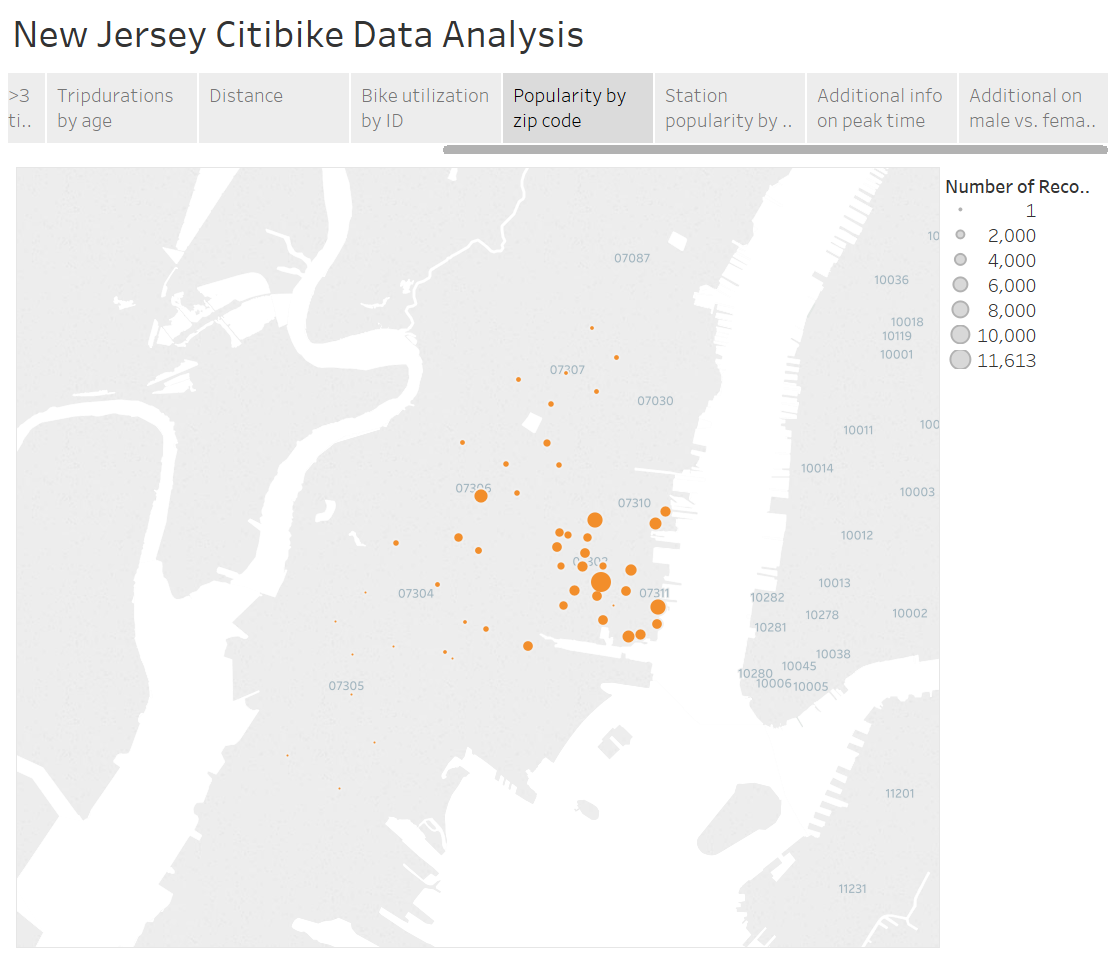 New Jersey Citibike Data Analysis
>3
ti..
Tripdurations
by age
Distance
Bike utilization
by ID
Popularity by
zip code
Station
popularity by ..
Additional info
on peak time
Additional on
male vs. fema..
Number of Reco..
1
2,000
4,000
6,000
8,000
10,000
11,613
07087
10
10036
10018
10119
10001
07307
07030
10011
100
10014
07306
10003
07310
10012
10013
07304
07311
10282
10278
10002
10281
10038
10045
10280
10006
10005
07305
11201
11231